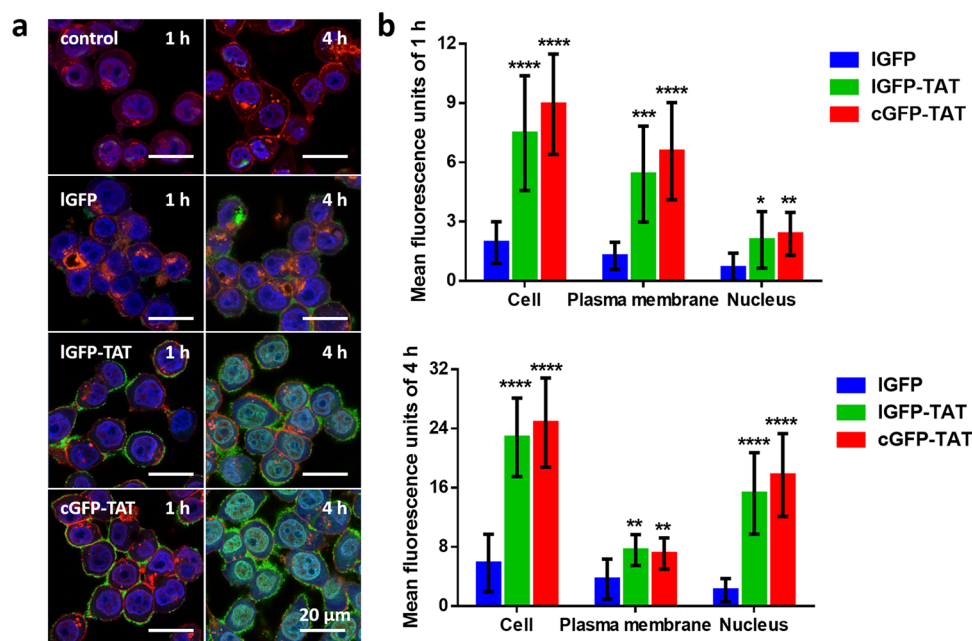 a
control 1 h
4 h
lGFP 1 h
4 h
lGFP-TAT 1 h
4 h
cGFP-TAT 1 h
4 h
20 μm
b
Mean fluorescence units of 1 h
12
9
6
3
0
**** ****
*** ****
* **
Cell Plasma membrane Nucleus
lGFP
lGFP-TAT
cGFP-TAT
Mean fluorescence units of 4 h
32
24
16
8
0
**** ****
** **
**** ****
Cell Plasma membrane Nucleus
lGFP
lGFP-TAT
cGFP-TAT